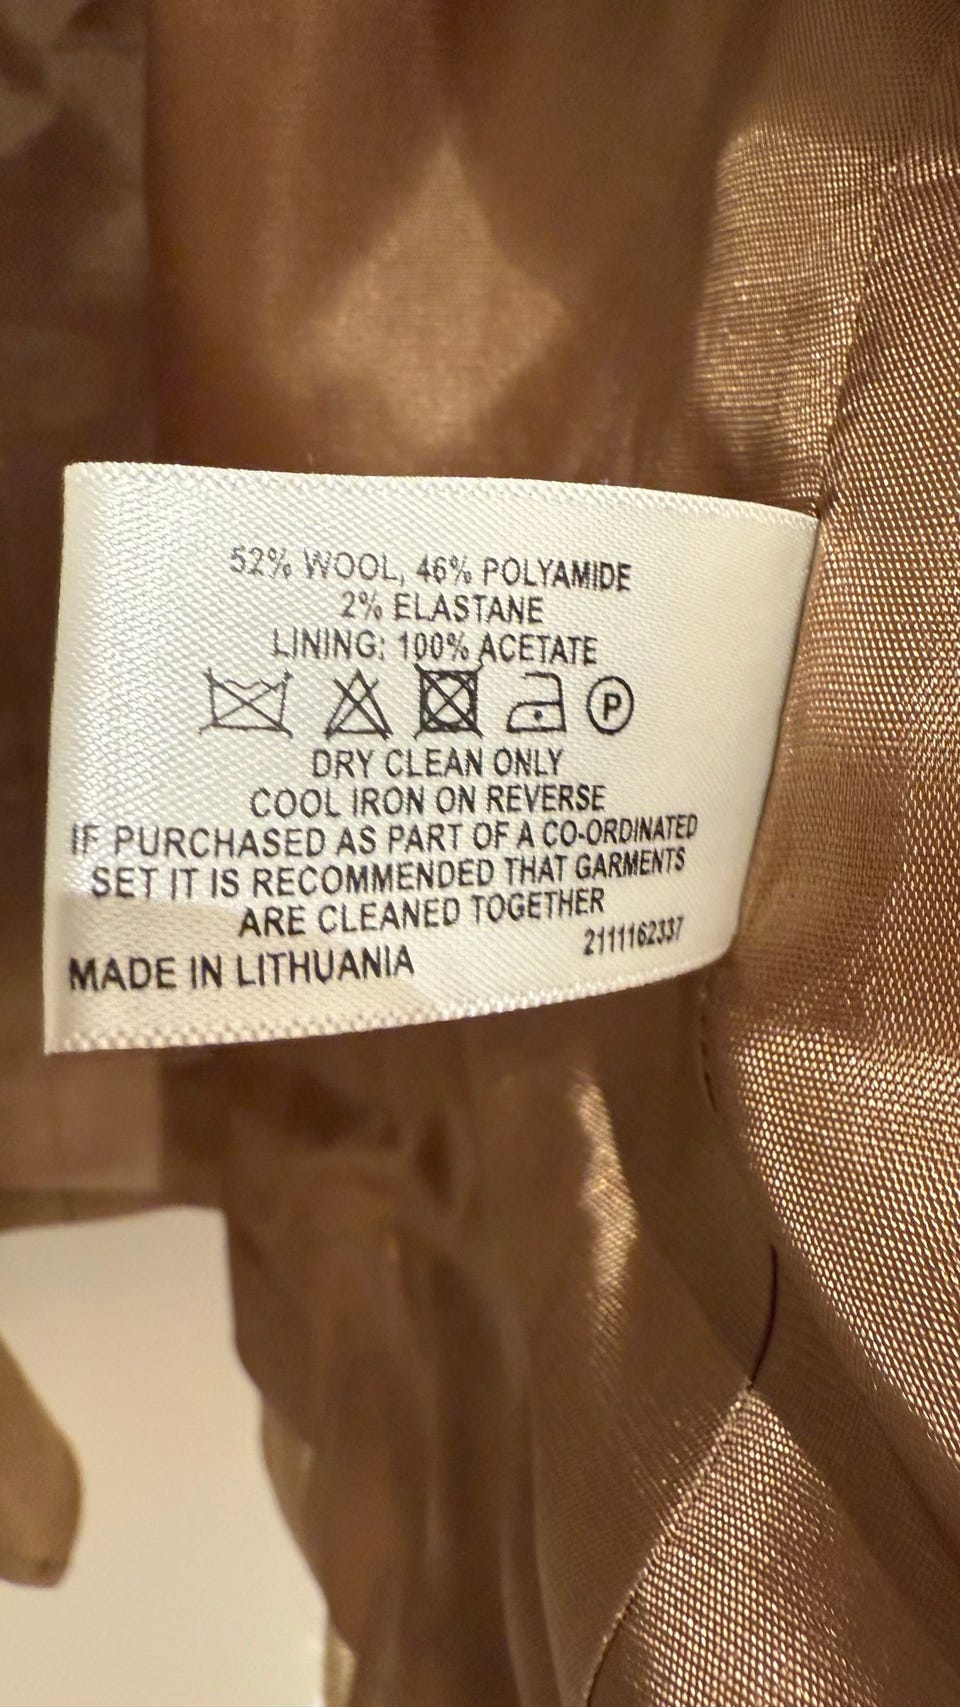 52% WOOL, 46% POLYAMIDE
2% ELASTANE
LINING: 100% ACETATE
P
DRY CLEAN ONLY
COOL IRON ON REVERSE
IF PURCHASED AS PART OF A CO-ORDINATED
SET IT IS RECOMMENDED THAT GARMENTS
ARE CLEANED TOGETHER
2111162337
MADE IN LITHUANIA